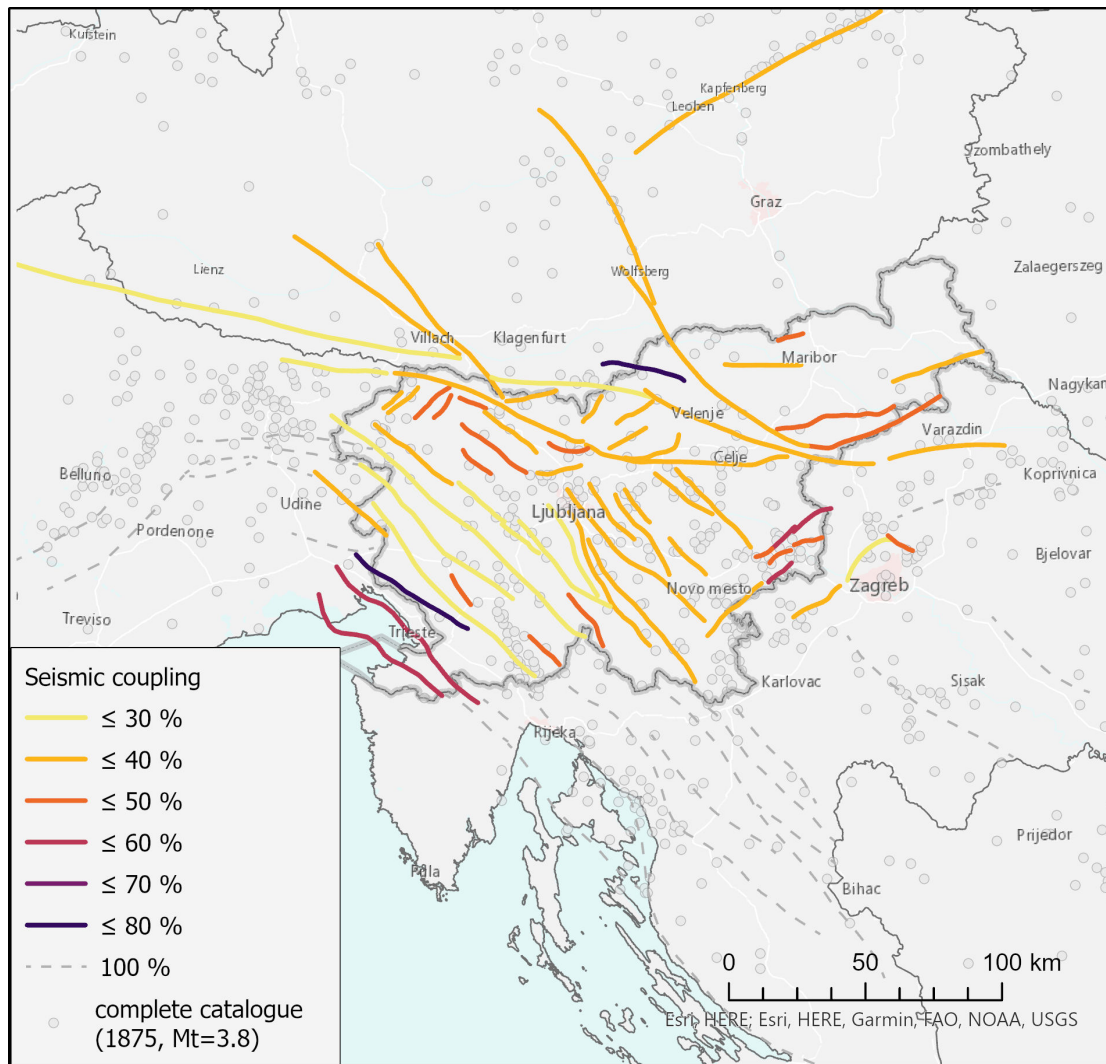 Kufstein
Kapfenberg
Leoben
Szombathely
Graz
Lienz
Wolfsberg
Zalaegerszeg
Villach
Klagenfurt
Maribor
Nagykan
Velenje
Varazdin
Celje
Belluno
Koprivnica
Udine
Ljubljana
Pordenone
Bjelovar
Novo mesto
Zagreb
Treviso
Trieste
Karlovac
Sisak
Rijeka
Prijedor
Pula
Bihac
Seismic coupling
≤ 30 %
≤ 40 %
≤ 50 %
≤ 60 %
≤ 70 %
≤ 80 %
100 %
complete catalogue
(1875, Mt=3.8)
0 50 100 km
Esri, HERE; Esri, HERE, Garmin, FAO, NOAA, USGS